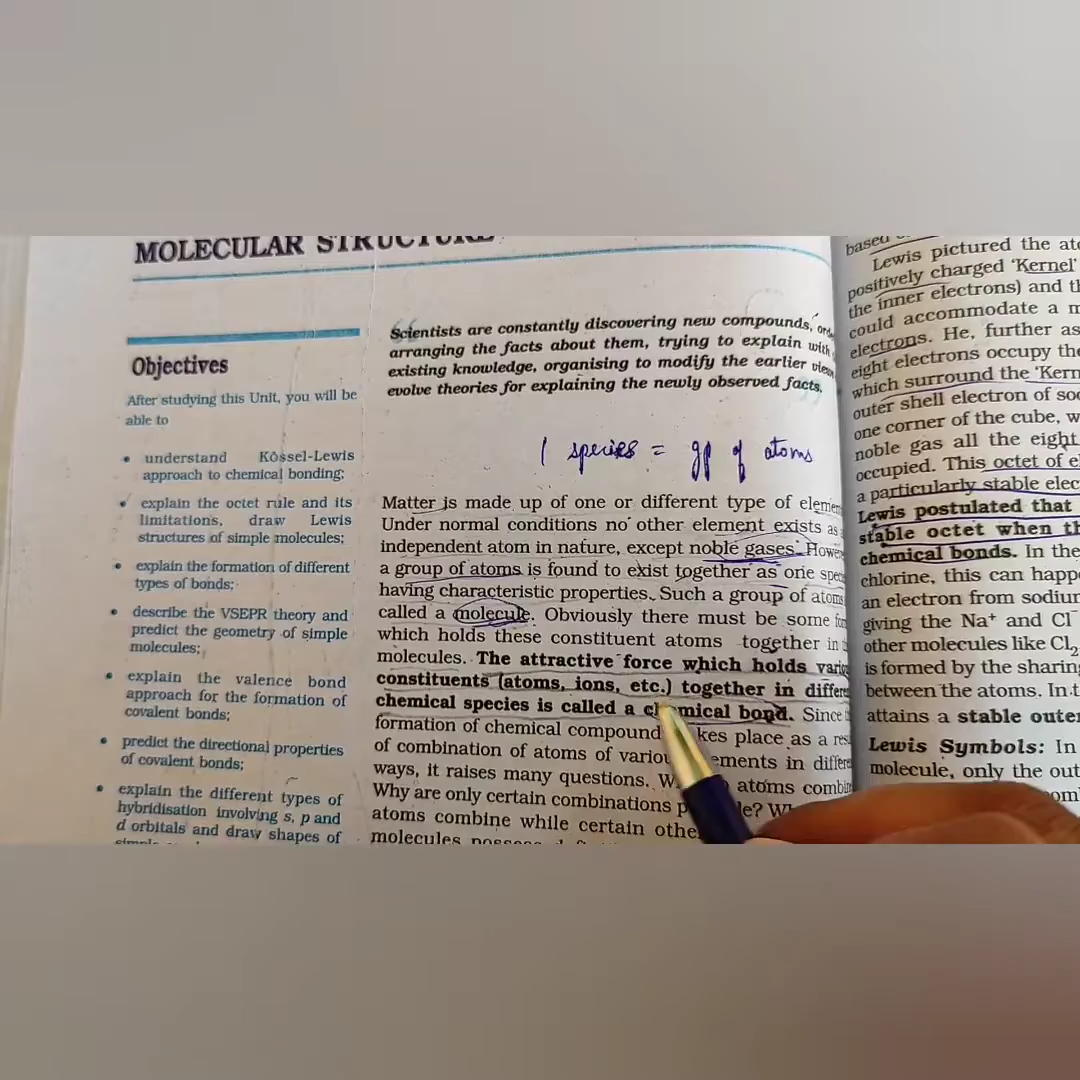 MOLECULAR STRUCTURE
Objectives
After studying this Unit, you will be
able to
• understand Kössel-Lewis
approach to chemical bonding;
• explain the octet rule and its
limitations, draw Lewis
structures of simple molecules;
• explain the formation of different
types of bonds;
• describe the VSEPR theory and
predict the geometry of simple
molecules;
• explain the valence bond
approach for the formation of
covalent bonds;
• predict the directional properties
of covalent bonds;
• explain the different types of
hybridisation involving s, p and
d orbitals and draw shapes of
Scientists are constantly discovering new compounds,
arranging the facts about them, trying to explain with
existing knowledge, organising to modify the earlier
evolve theories for explaining the newly observed facts.
1 species = gp of atoms
Matter is made up of one or different type of
Under normal conditions no other element exists as
independent atom in nature, except noble gases.
a group of atoms is found to exist together as one
having characteristic properties. Such a group of atoms
called a molecule. Obviously there must be some
which holds these constituent atoms together in
molecules. The attractive force which holds
constituents (atoms, ions, etc.) together in
chemical species is called a chemical bond. Since
formation of chemical compound takes place as a
of combination of atoms of in
ways, it raises many questions. atoms
Why are only certain combinations
atoms combine while certain
molecules
based
Lewis pictured the
positively charged 'Kernel'
the inner electrons) and
could accommodate a
electrons. He, further
eight electrons occupy
which surround the
outer shell electron of
one corner of the cube,
noble gas all the eight
occupied. This octet of
a particularly stable
Lewis postulated that
stable octet when
chemical bonds. In the
chlorine, this can
an electron from
giving the Na⁺ and Cl⁻
other molecules like Cl₂
is formed by the
between the atoms. In
attains a stable
Lewis Symbols: In
molecule, only the